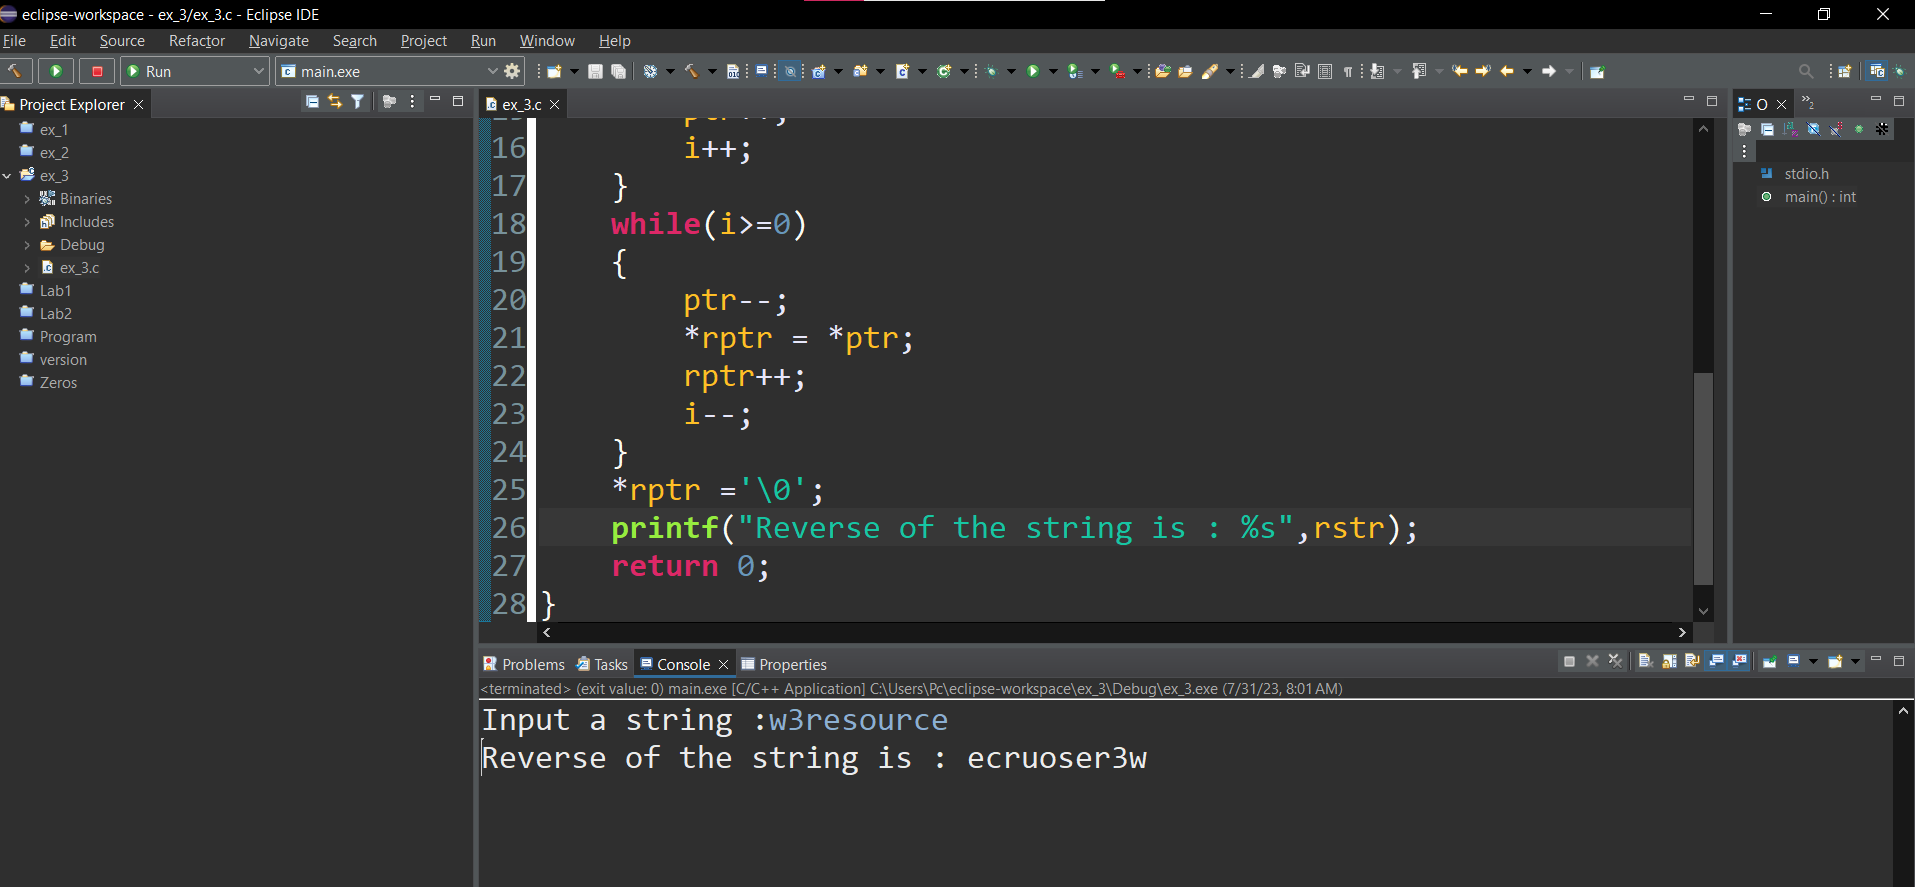 eclipse-workspace - ex_3/ex_3.c - Eclipse IDE
File Edit Source Refactor Navigate Search Project Run Window Help
Run main.exe
Project Explorer
ex_1
ex_2
ex_3
Binaries
Includes
Debug
ex_3.c
Lab1
Lab2
Program
version
Zeros
ex_3.c
16 i++;
17 }
18 while(i>=0)
19 {
20 ptr--;
21 *rptr = *ptr;
22 rptr++;
23 i--;
24 }
25 *rptr ='\0';
26 printf("Reverse of the string is : %s",rstr);
27 return 0;
28 }
O
stdio.h
main() : int
Problems Tasks Console Properties
<terminated> (exit value: 0) main.exe [C/C++ Application] C:\Users\Pc\eclipse-workspace\ex_3\Debug\ex_3.exe (7/31/23, 8:01 AM)
Input a string :w3resource
Reverse of the string is : ecruoser3w